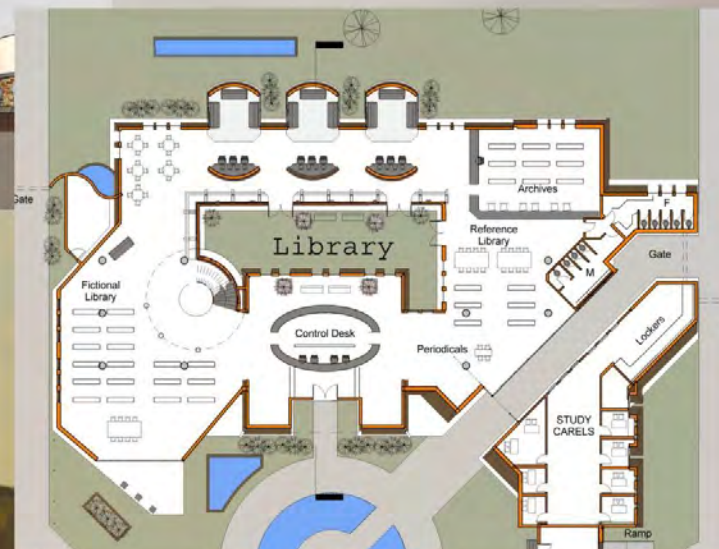 Archives
F
Gate
Reference
Library
Library
Gate
M
Fictional
Library
Lockers
Control Desk
Periodicals
STUDY
CARELS
Ramp